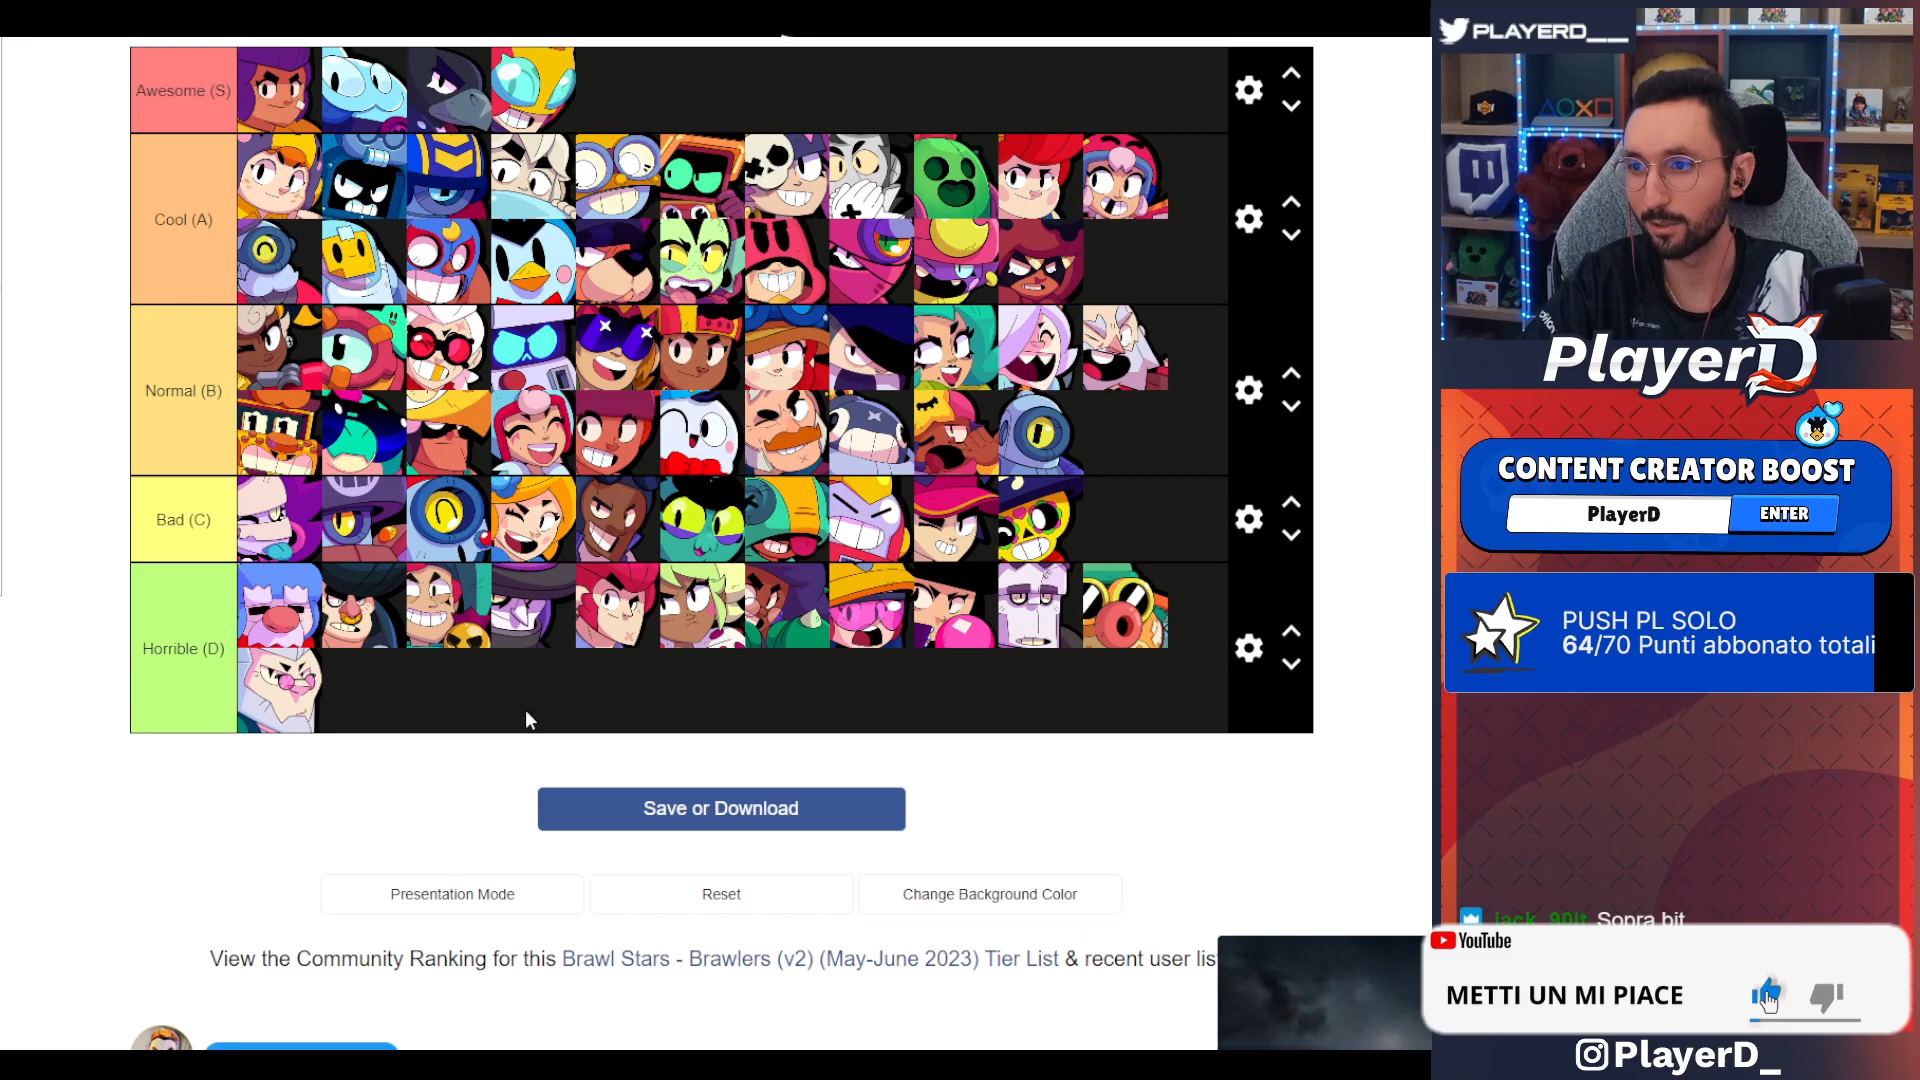 Awesome (S)
Cool (A)
Normal (B)
Bad (C)
Horrible (D)
Save or Download
Presentation Mode
Reset
Change Background Color
View the Community Ranking for this Brawl Stars - Brawlers (v2) (May-June 2023) Tier List & recent user lis
PLAYERD__
PlayerD
CONTENT CREATOR BOOST
PlayerD
ENTER
PUSH PL SOLO
64/70 Punti abbonato totali
jack_90it Sopra bit
YouTube
METTI UN MI PIACE
PlayerD_